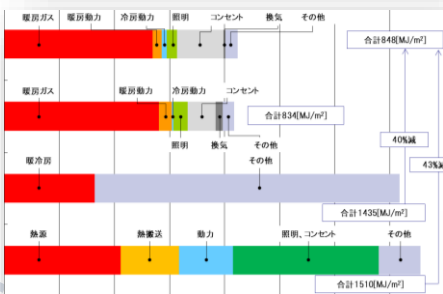 暖房ガス 暖房動力 冷房動力 照明 コンセント 換気 その他
合計848[MJ/m²]
暖房ガス 暖房動力 冷房動力 コンセント
合計834[MJ/m²]
照明 換気 その他
40%減
43%減
暖冷房 その他
合計1435[MJ/m²]
熱源 熱搬送 動力 照明、コンセント その他
合計1510[MJ/m²]